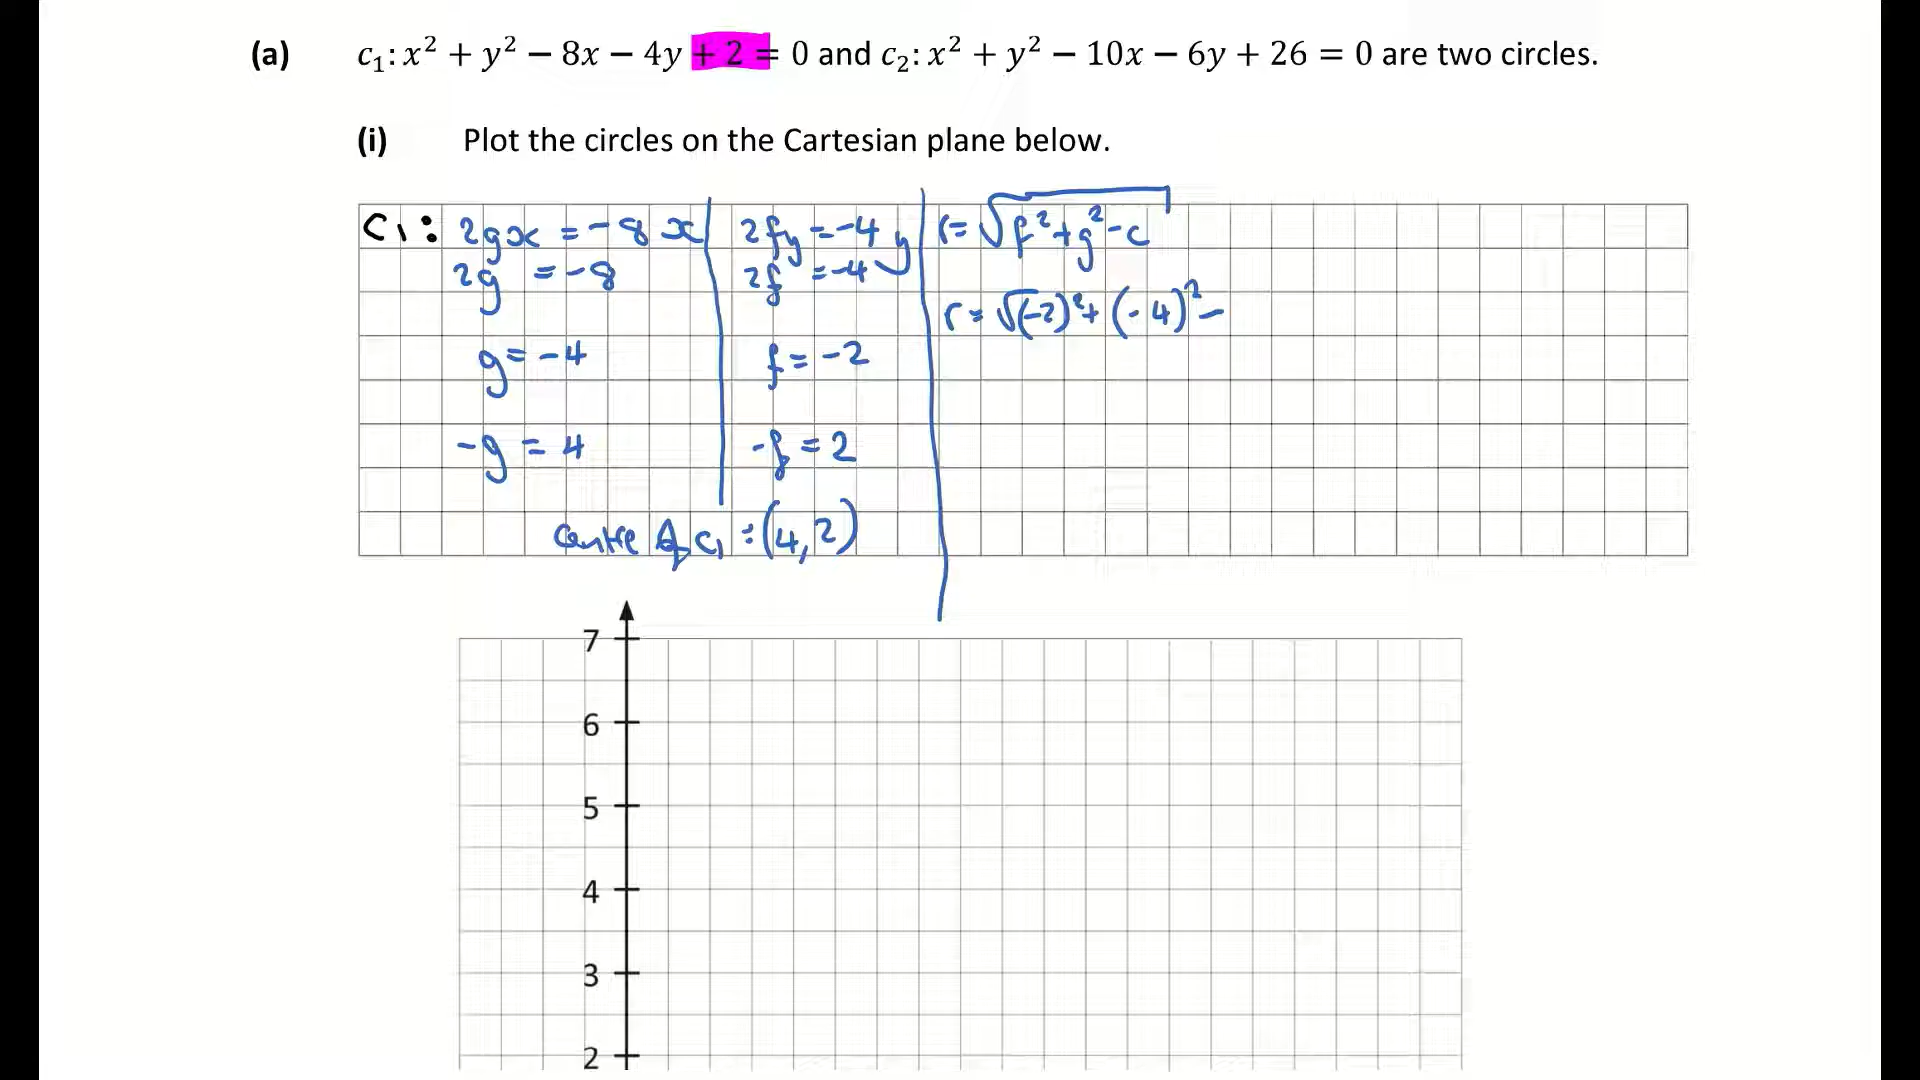 (a) c₁: x² + y² − 8x − 4y + 2 = 0 and c₂: x² + y² − 10x − 6y + 26 = 0 are two circles.
(i) Plot the circles on the Cartesian plane below.
C₁: 2gx = -8x 2fy = -4y r = √f²+g²-c
2g = -8 2f = -4
r = √(-2)²+(-4)²-
g = -4 f = -2
-g = 4 -f = 2
Centre of C₁ = (4,2)
7
6
5
4
3
2